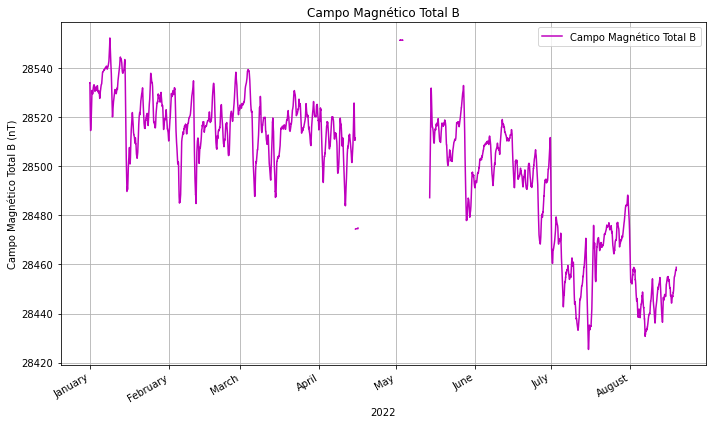 Campo Magnético Total B
Campo Magnético Total B
Campo Magnético Total B (nT)
28540
28520
28500
28480
28460
28440
28420
January
February
March
April
May
June
July
August
2022